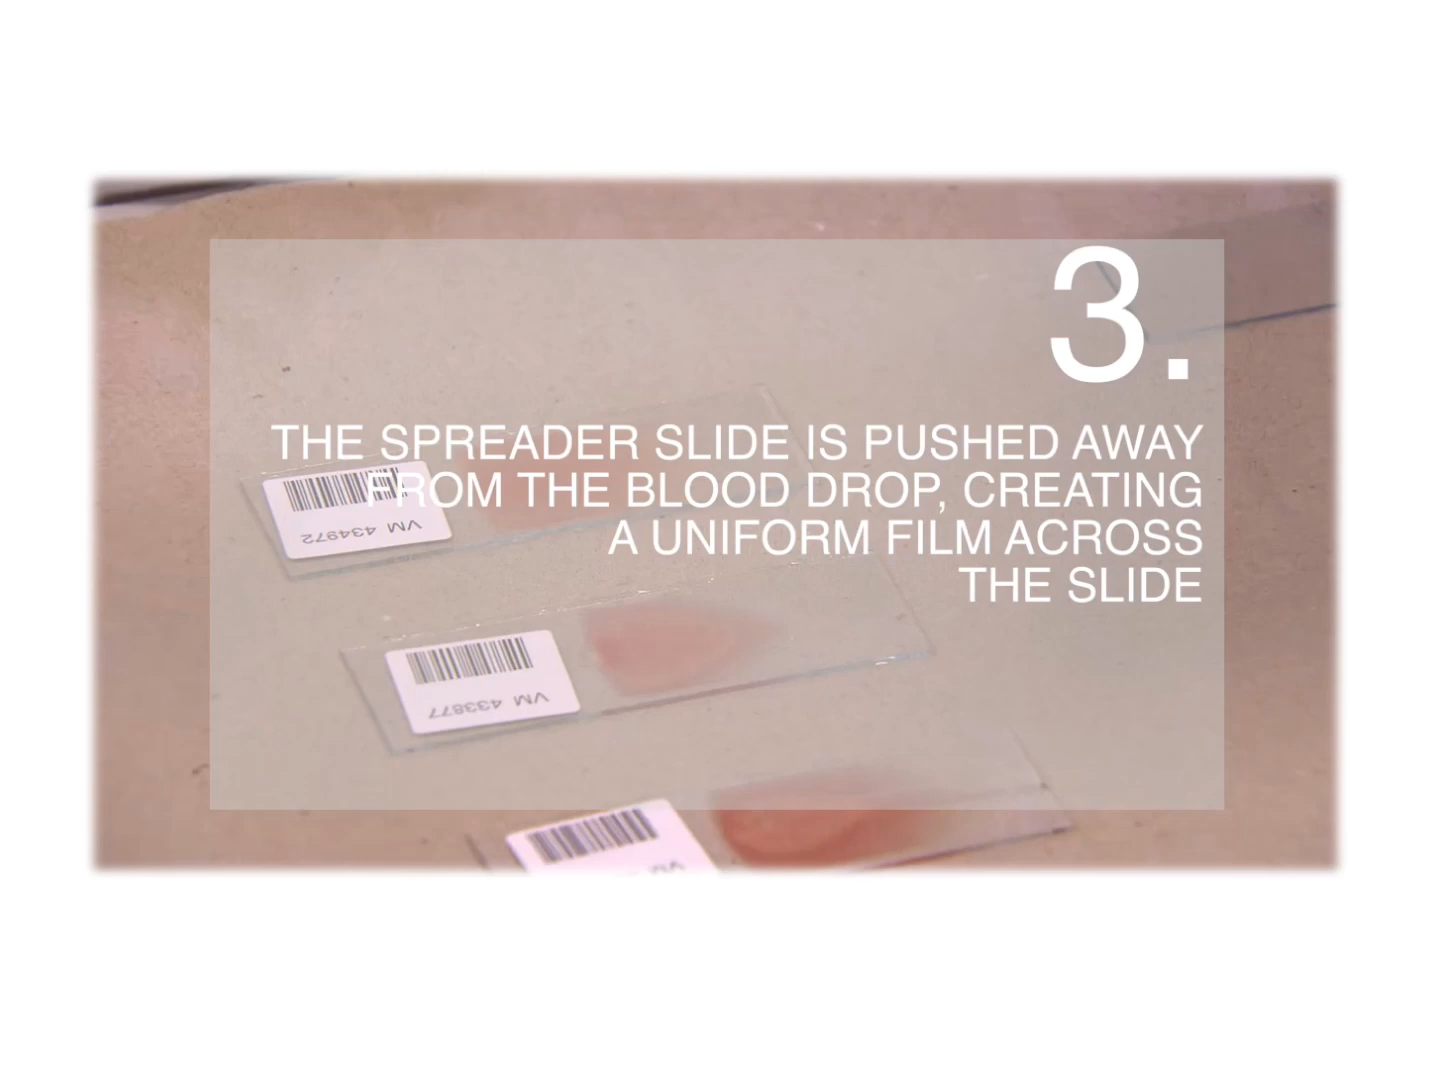 3.
THE SPREADER SLIDE IS PUSHED AWAY
FROM THE BLOOD DROP, CREATING
A UNIFORM FILM ACROSS
THE SLIDE
VM 434972
VM 433877
VM